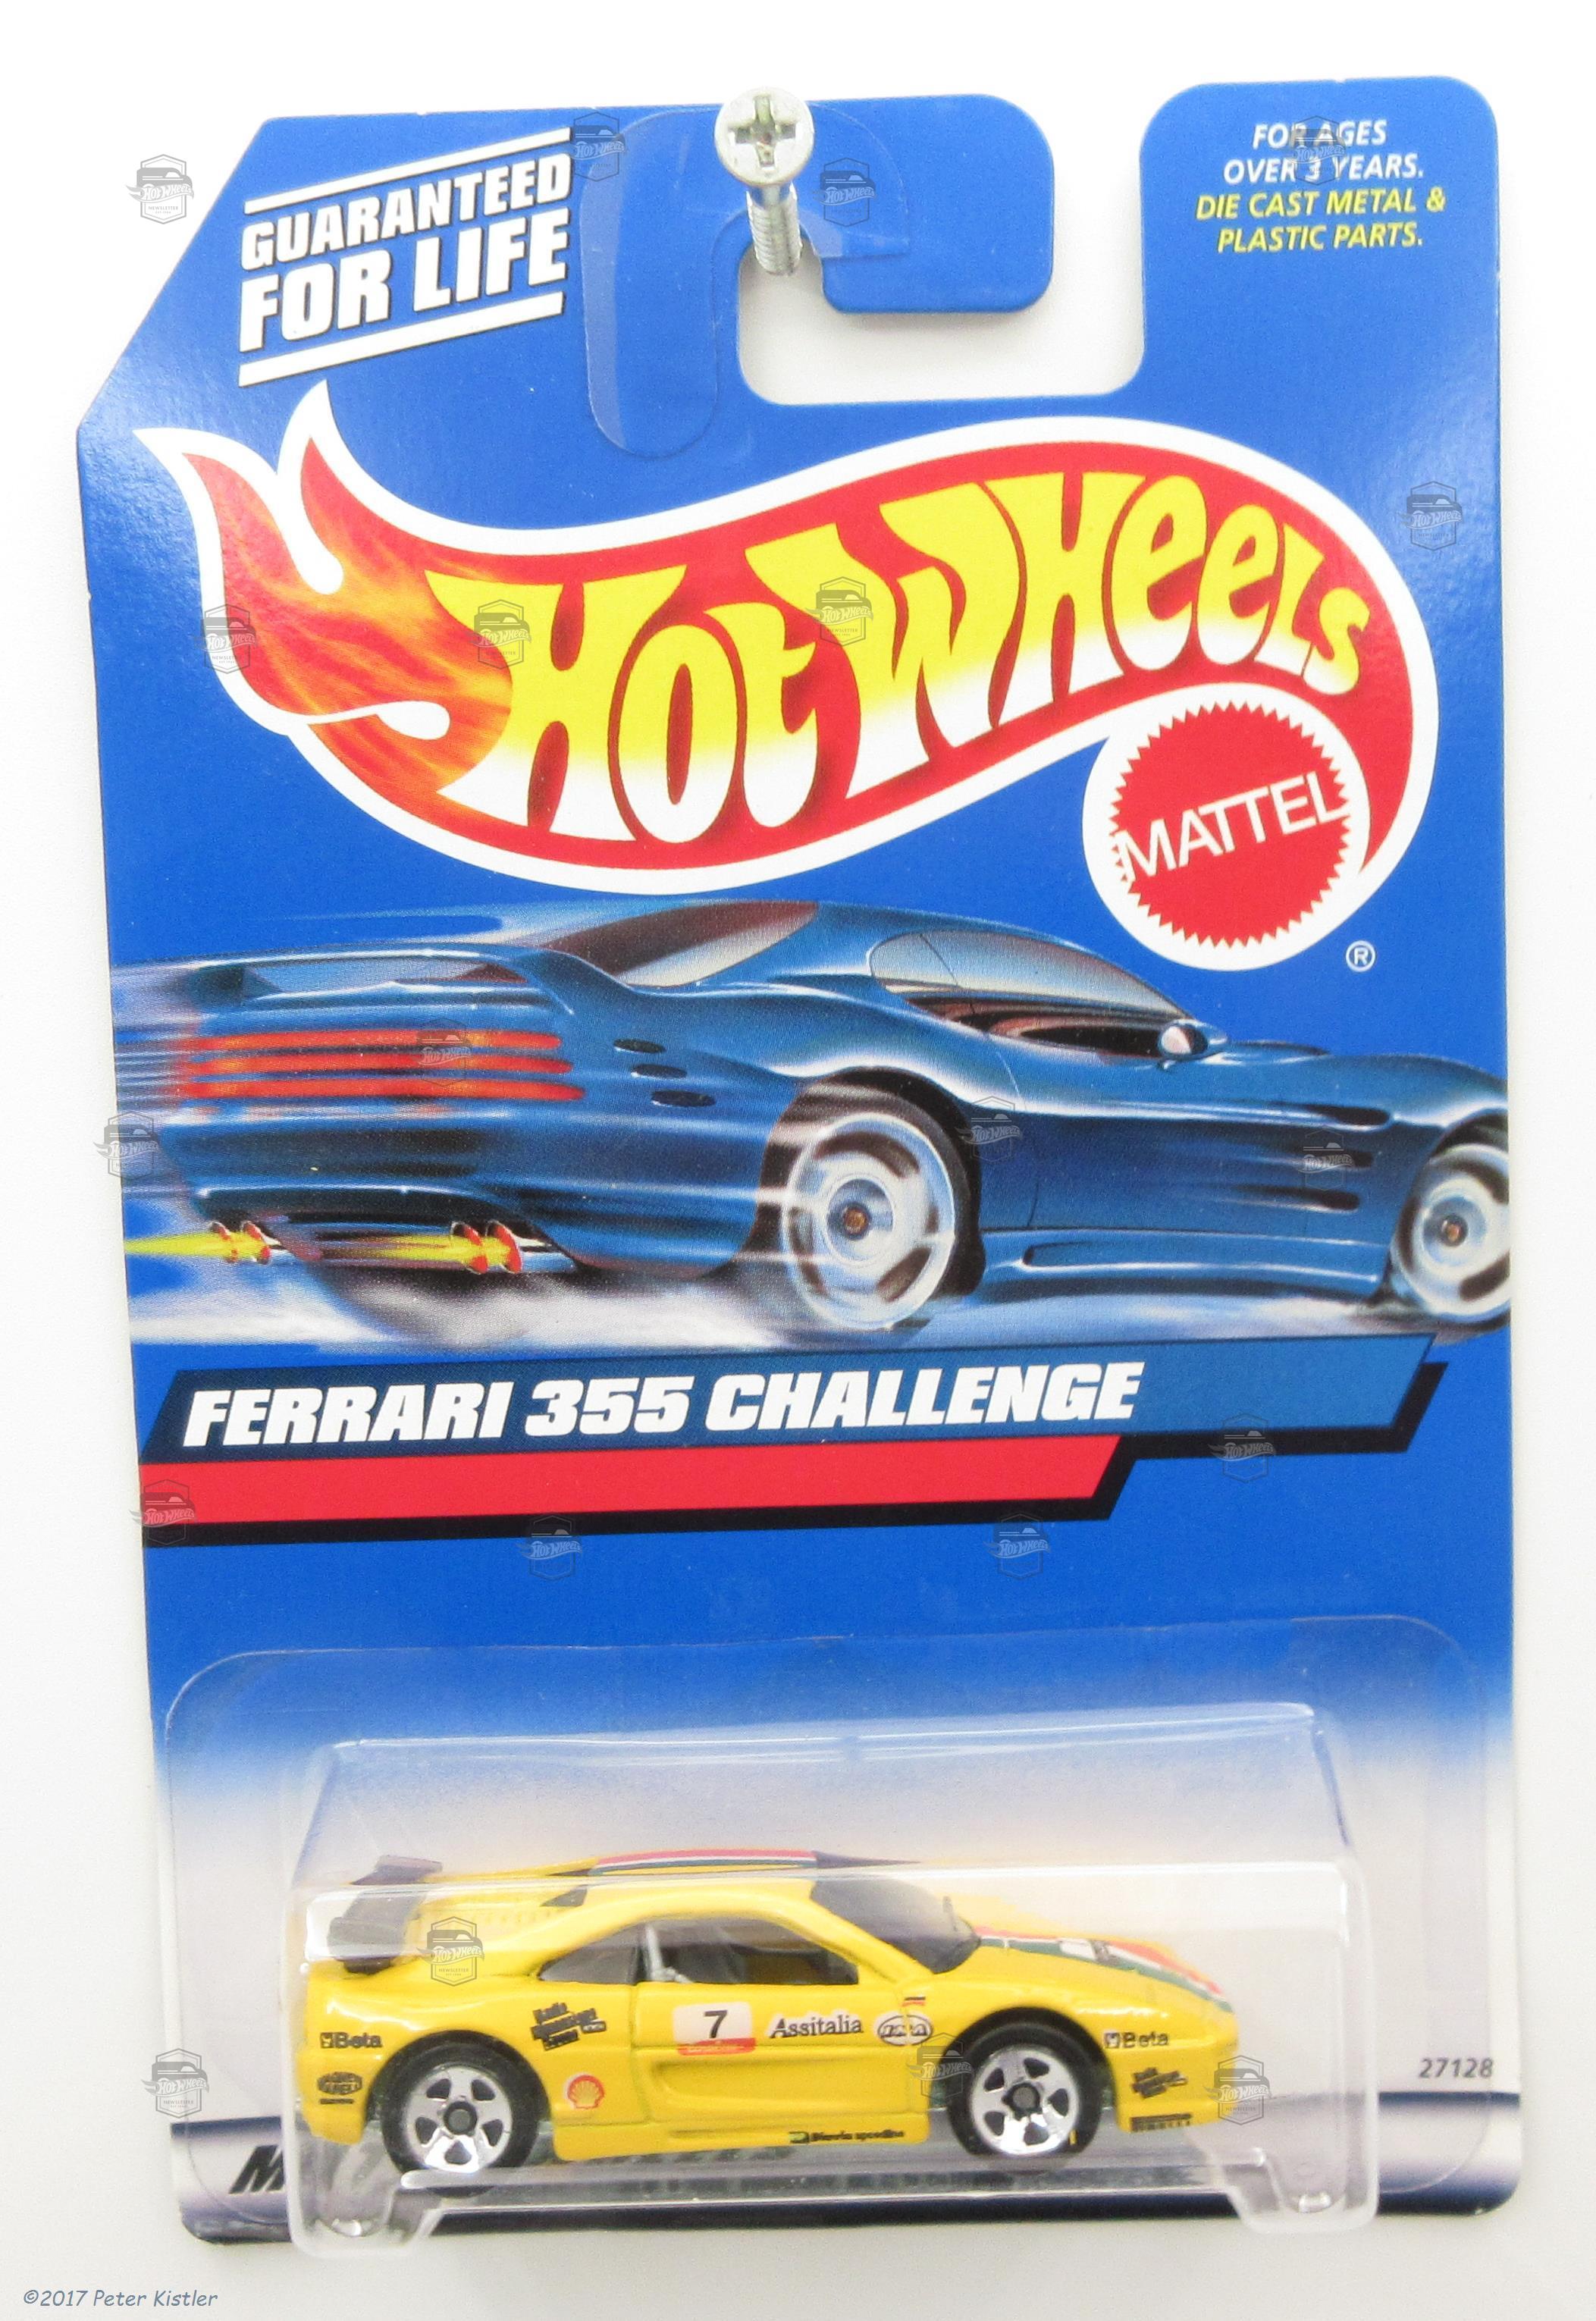 GUARANTEED
FOR LIFE
FOR AGES
OVER 3 YEARS.
DIE CAST METAL &
PLASTIC PARTS.
Hot Wheels
MATTEL
®
FERRARI 355 CHALLENGE
7
Assitalia
Beta
Beta
27128
©2017 Peter Kistler